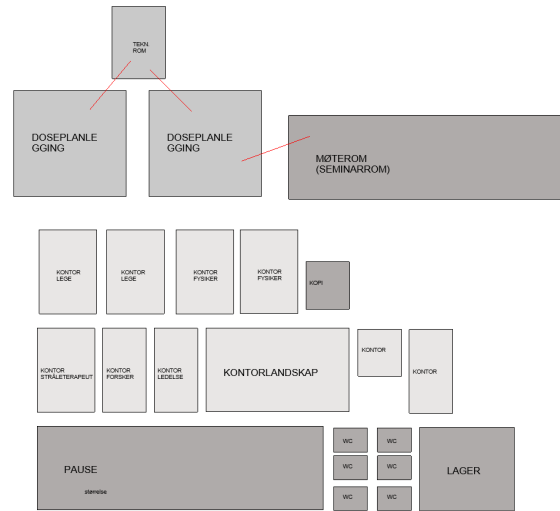 TEKN.
ROM
DOSEPLANLE
GGING
DOSEPLANLE
GGING
MØTEROM
(SEMINARROM)
KONTOR
LEGE
KONTOR
LEGE
KONTOR
FYSIKER
KONTOR
FYSIKER
KOPI
KONTOR
STRÅLETERAPEUT
KONTOR
FORSKER
KONTOR
LEDELSE
KONTORLANDSKAP
KONTOR
KONTOR
PAUSE
størrelse
WC
WC
WC
WC
WC
WC
LAGER